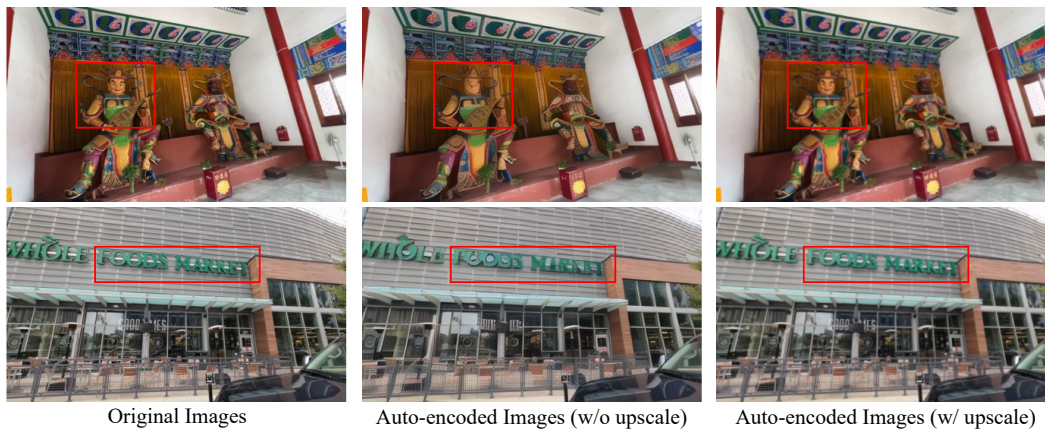 WHOLE FOODS MARKET
WHOLE FOODS MARKET
WHOLE FOODS MARKET
Original Images
Auto-encoded Images (w/o upscale)
Auto-encoded Images (w/ upscale)